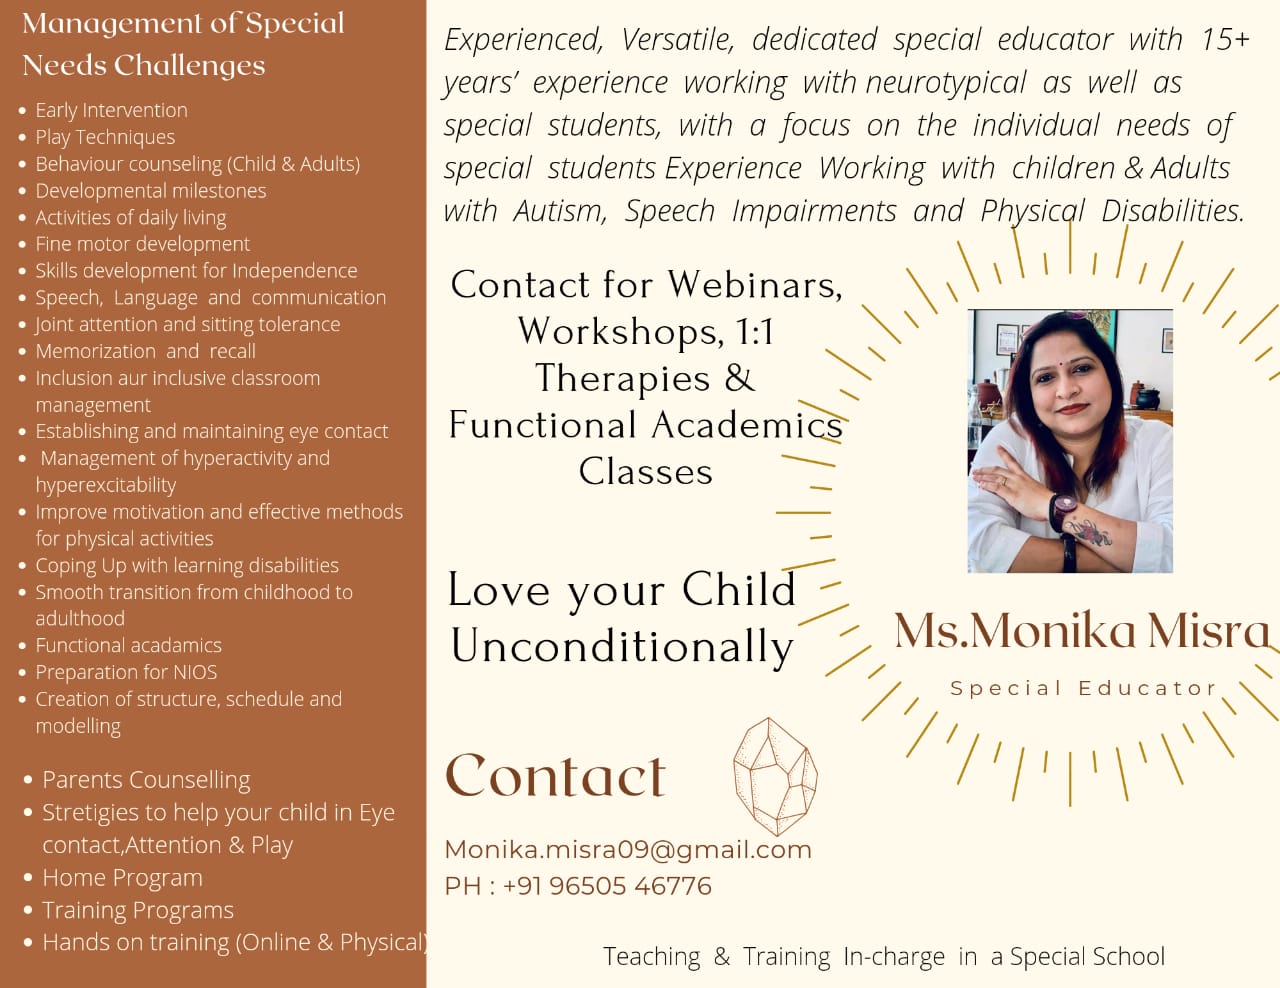 Management of Special
Needs Challenges
Early Intervention
Play Techniques
Behaviour counseling (Child & Adults)
Developmental milestones
Activities of daily living
Fine motor development
Skills development for Independence
Speech, Language and communication
Joint attention and sitting tolerance
Memorization and recall
Inclusion aur inclusive classroom
management
Establishing and maintaining eye contact
Management of hyperactivity and
hyperexcitability
Improve motivation and effective methods
for physical activities
Coping Up with learning disabilities
Smooth transition from childhood to
adulthood
Functional acadamics
Preparation for NIOS
Creation of structure, schedule and
modelling
Parents Counselling
Stretigies to help your child in Eye
contact,Attention & Play
Home Program
Training Programs
Hands on training (Online & Physical)
Experienced, Versatile, dedicated special educator with 15+
years’ experience working with neurotypical as well as
special students, with a focus on the individual needs of
special students Experience Working with children & Adults
with Autism, Speech Impairments and Physical Disabilities.
Contact for Webinars,
Workshops, 1:1
Therapies &
Functional Academics
Classes
Love your Child
Unconditionally
Ms.Monika Misra
Special Educator
Contact
Monika.misra09@gmail.com
PH : +91 96505 46776
Teaching & Training In-charge in a Special School